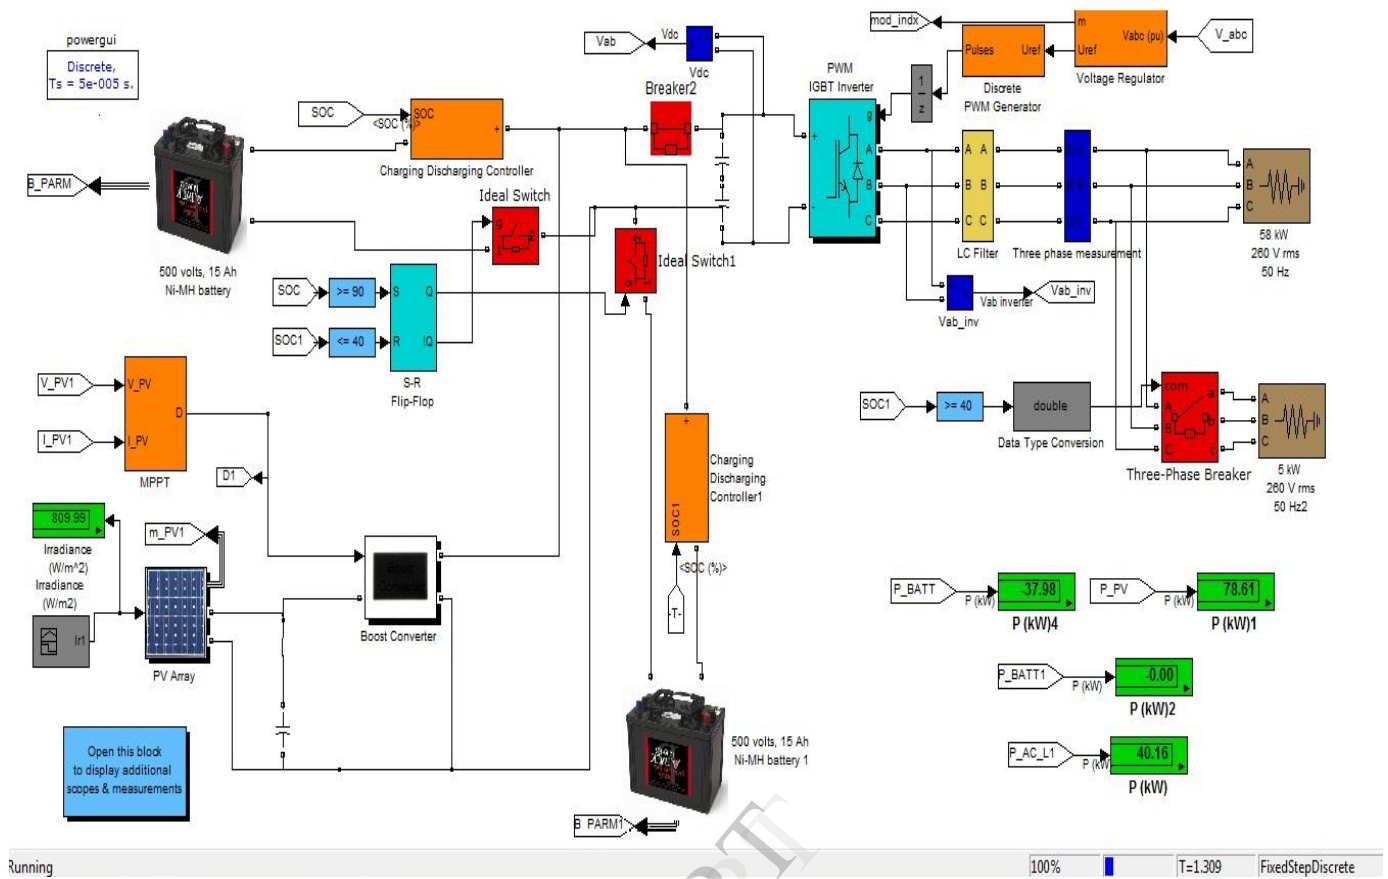 powergui
Discrete,
Ts = 5e-005 s.
B_PARM
500 volts, 15 Ah
Ni-MH battery
SOC
SOC
<SOC (%)>
+
Charging Discharging Controller
Ideal Switch
g
1
2
SOC
>= 90
S
Q
SOC1
<= 40
R
!Q
S-R
Flip-Flop
Vab
Vdc
Vdc
Breaker2
Ideal Switch1
g
1
2
mod_indx
Pulses
Uref
Discrete
PWM Generator
m
Vabc (pu)
Uref
Voltage Regulator
V_abc
1
z
PWM
IGBT Inverter
g
+
-
A
B
C
A A
B B
C C
LC Filter
Three phase measurement
A
B
C
58 kW
260 V rms
50 Hz
Vab_inv
Vab inverter
Vab_inv
SOC1
>= 40
double
Data Type Conversion
com
A
B
C
a
b
c
Three-Phase Breaker
A
B
C
5 kW
260 V rms
50 Hz2
V_PV1
I_PV1
V_PV
I_PV
D
MPPT
D1
809.99
Irradiance
(W/m^2)
Irradiance
(W/m2)
Ir1
m_PV1
PV Array
Boost
Converter
Boost Converter
+
SOC1
Charging
Discharging
Controller1
<SOC (%)>
-T-
500 volts, 15 Ah
Ni-MH battery 1
B_PARM1
P_BATT
P (kW)
-37.98
P (kW)4
P_PV
P (kW)
78.61
P (kW)1
P_BATT1
P (kW)
-0.00
P (kW)2
P_AC_L1
P (kW)
40.16
P (kW)
Open this block
to display additional
scopes & measurements
Running
100%
T=1.309
FixedStepDiscrete